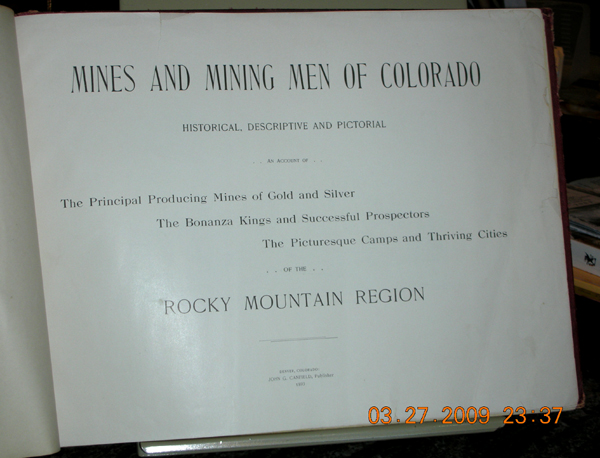 MINES AND MINING MEN OF COLORADO
HISTORICAL, DESCRIPTIVE AND PICTORIAL
. . AN ACCOUNT OF . .
The Principal Producing Mines of Gold and Silver
The Bonanza Kings and Successful Prospectors
The Picturesque Camps and Thriving Cities
. . OF THE . .
ROCKY MOUNTAIN REGION
DENVER, COLORADO
JOHN G. CANFIELD, Publisher
03.27.2009 23:37